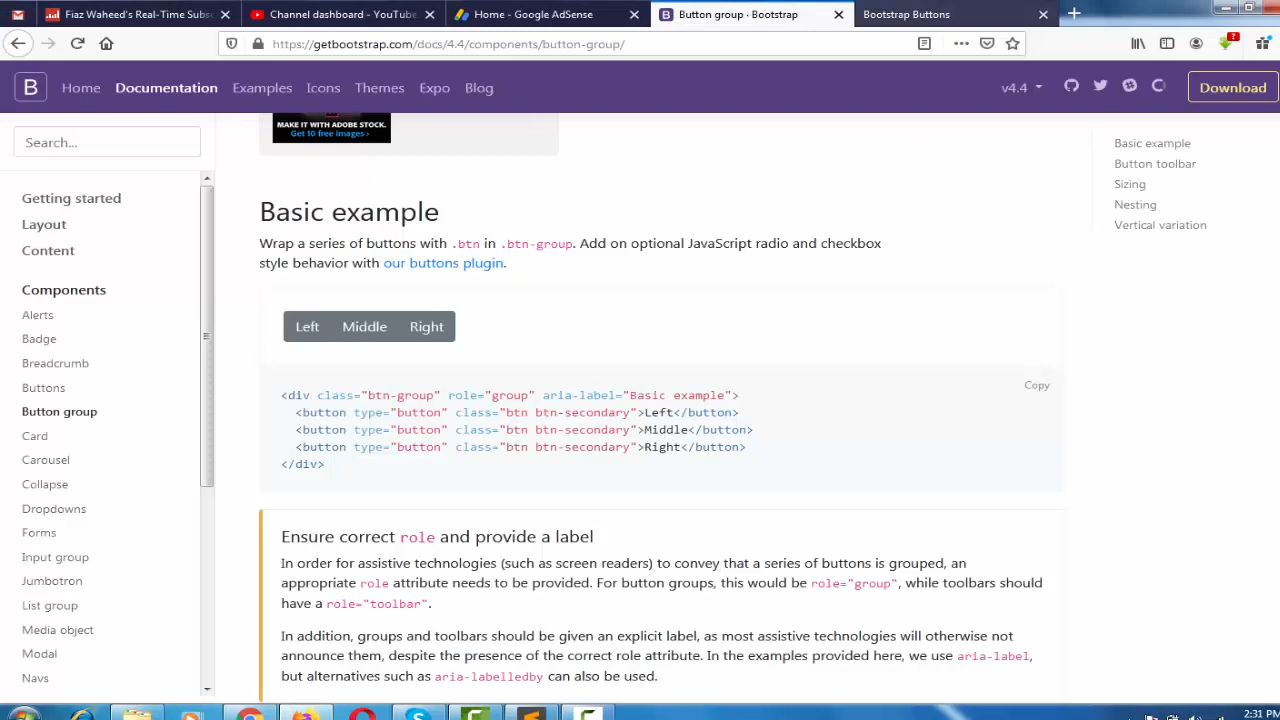 Fiaz Waheed's Real-Time Subs
Channel dashboard - YouTube
Home - Google AdSense
Button group · Bootstrap
Bootstrap Buttons
https://getbootstrap.com/docs/4.4/components/button-group/
B
Home
Documentation
Examples
Icons
Themes
Expo
Blog
v4.4
Download
Search...
MAKE IT WITH ADOBE STOCK.
Get 10 free images ›
Getting started
Layout
Content
Components
Alerts
Badge
Breadcrumb
Buttons
Button group
Card
Carousel
Collapse
Dropdowns
Forms
Input group
Jumbotron
List group
Media object
Modal
Navs
Basic example
Wrap a series of buttons with .btn in .btn-group. Add on optional JavaScript radio and checkbox
style behavior with our buttons plugin.
Left Middle Right
Copy
<div class="btn-group" role="group" aria-label="Basic example">
<button type="button" class="btn btn-secondary">Left</button>
<button type="button" class="btn btn-secondary">Middle</button>
<button type="button" class="btn btn-secondary">Right</button>
</div>
Ensure correct role and provide a label
In order for assistive technologies (such as screen readers) to convey that a series of buttons is grouped, an
appropriate role attribute needs to be provided. For button groups, this would be role="group", while toolbars should
have a role="toolbar".
In addition, groups and toolbars should be given an explicit label, as most assistive technologies will otherwise not
announce them, despite the presence of the correct role attribute. In the examples provided here, we use aria-label,
but alternatives such as aria-labelledby can also be used.
Basic example
Button toolbar
Sizing
Nesting
Vertical variation
2:31 PM